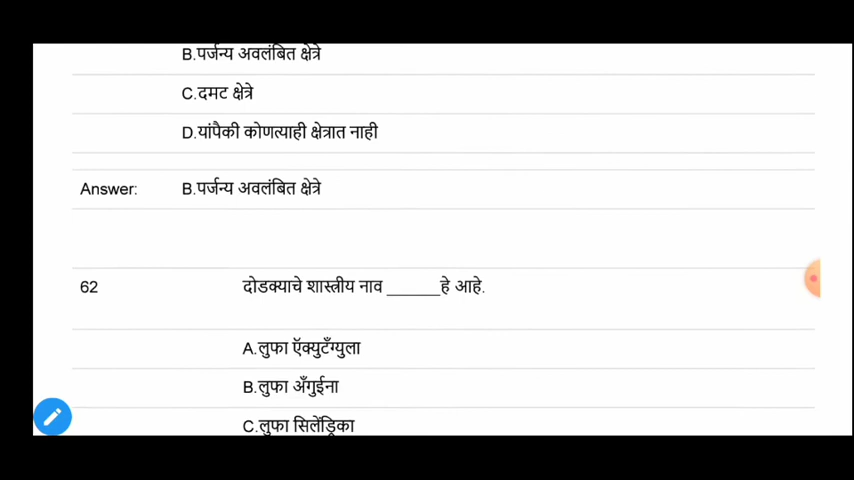 B.पर्जन्य अवलंबित क्षेत्रे
C.दमट क्षेत्रे
D.यांपैकी कोणत्याही क्षेत्रात नाही
Answer: B.पर्जन्य अवलंबित क्षेत्रे
62 दोडक्याचे शास्त्रीय नाव ______हे आहे.
A.लुफा ऍक्युटँग्युला
B.लुफा अँगुईना
C.लुफा सिलेंड्रिका